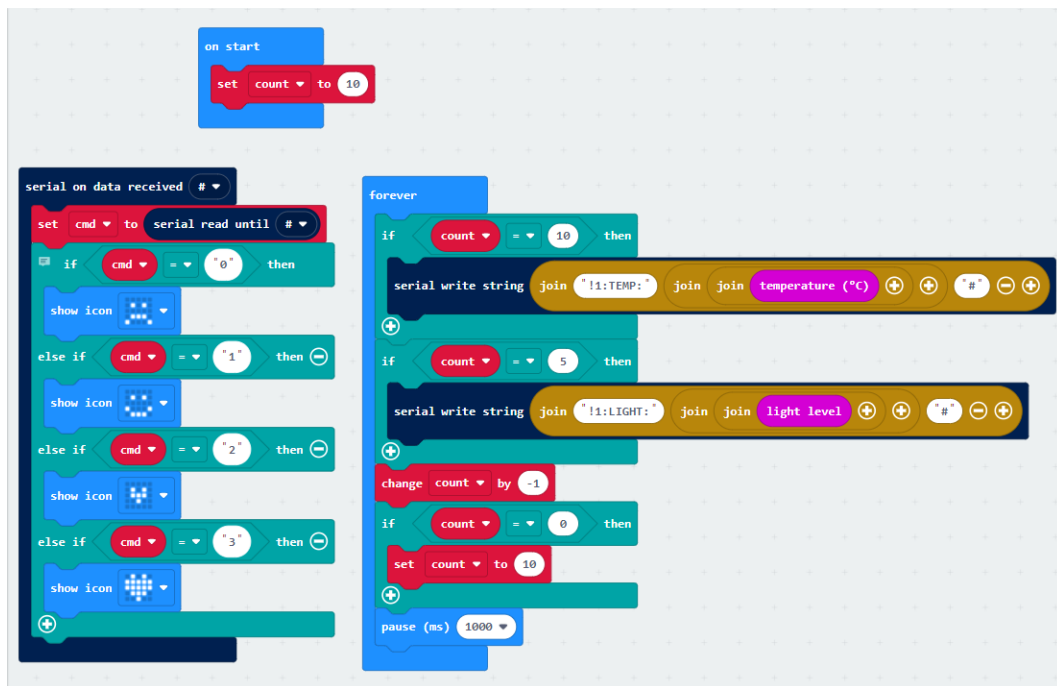 on start
set count to 10
serial on data received #
set cmd to serial read until #
if cmd = "0" then
show icon
else if cmd = "1" then
show icon
else if cmd = "2" then
show icon
else if cmd = "3" then
show icon
forever
if count = 10 then
serial write string join "!1:TEMP:" join join temperature (°C) "#"
if count = 5 then
serial write string join "!1:LIGHT:" join join light level "#"
change count by -1
if count = 0 then
set count to 10
pause (ms) 1000